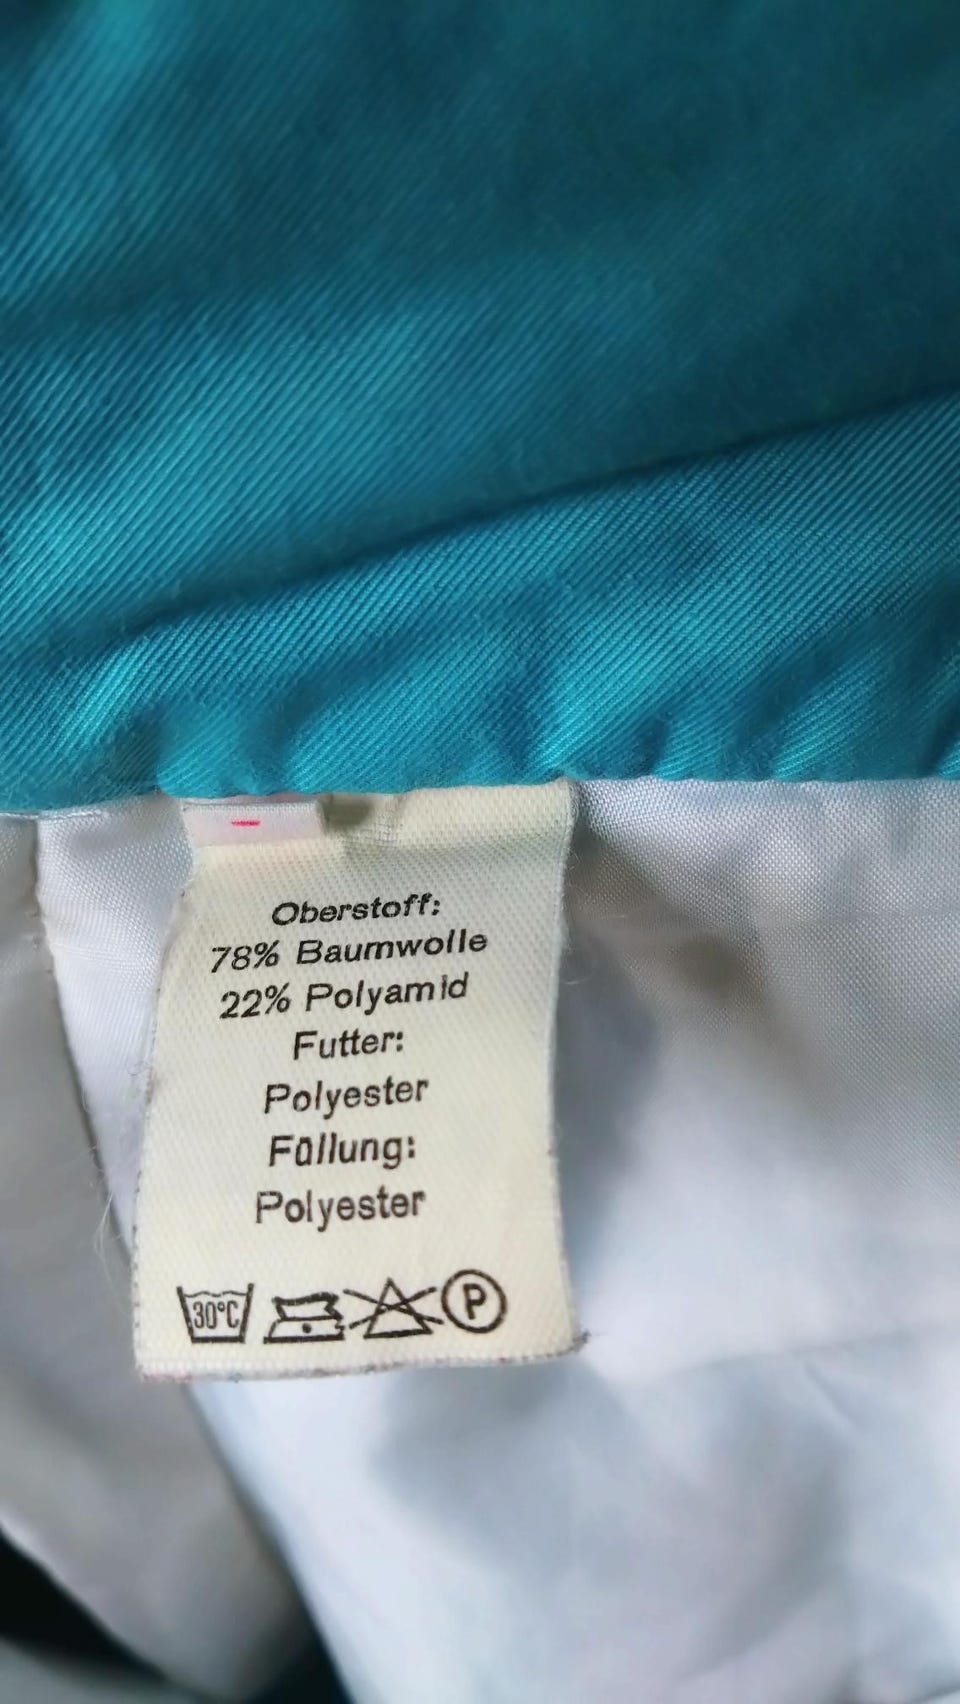 Oberstoff:
78% Baumwolle
22% Polyamid
Futter:
Polyester
Füllung:
Polyester
30°C P